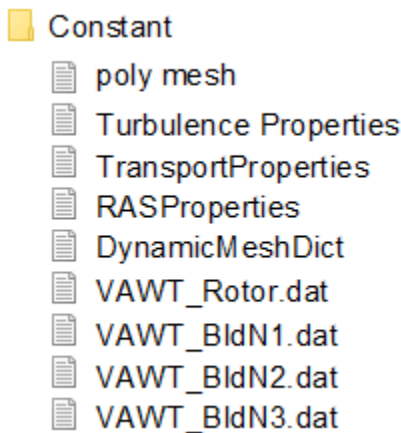 Constant
poly mesh
Turbulence Properties
TransportProperties
RASProperties
DynamicMeshDict
VAWT_Rotor.dat
VAWT_BldN1.dat
VAWT_BldN2.dat
VAWT_BldN3.dat